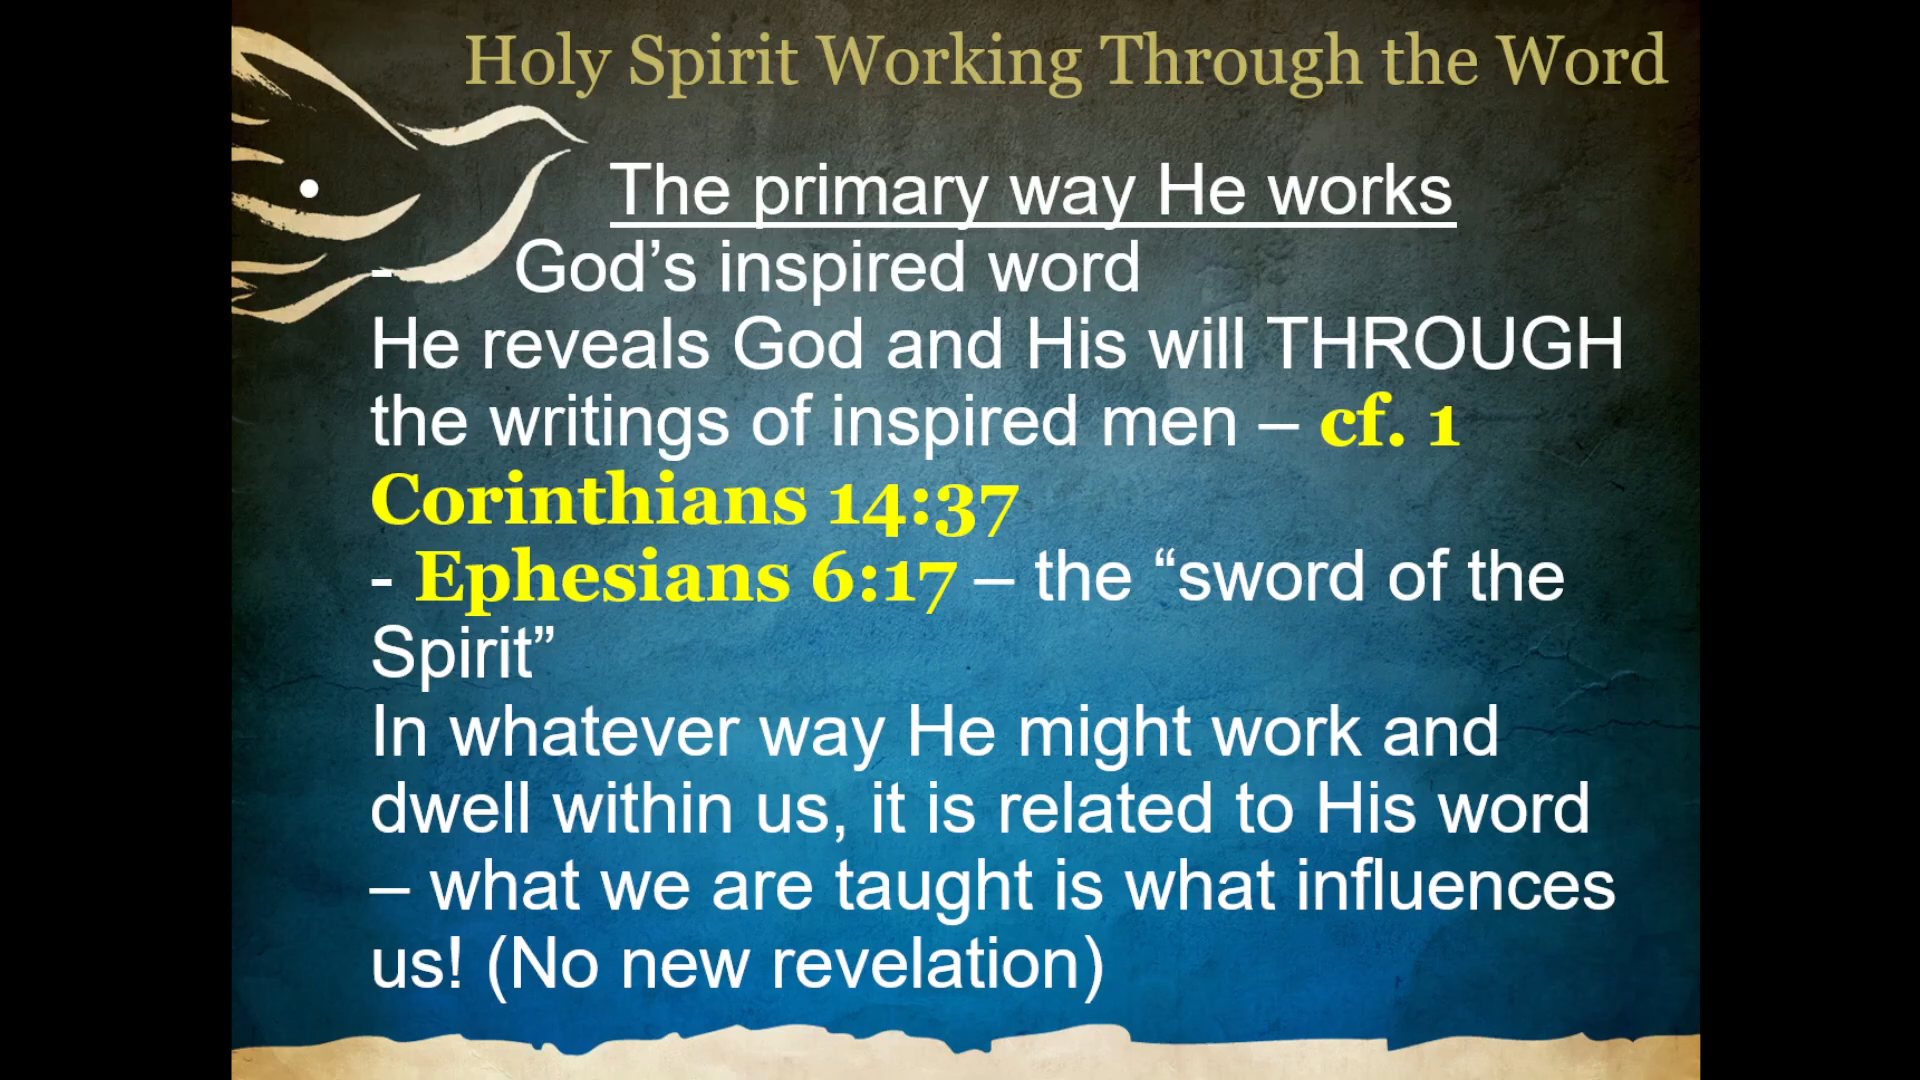 Holy Spirit Working Through the Word
• The primary way He works
- God’s inspired word
He reveals God and His will THROUGH
the writings of inspired men – cf. 1
Corinthians 14:37
- Ephesians 6:17 – the “sword of the
Spirit”
In whatever way He might work and
dwell within us, it is related to His word
– what we are taught is what influences
us! (No new revelation)